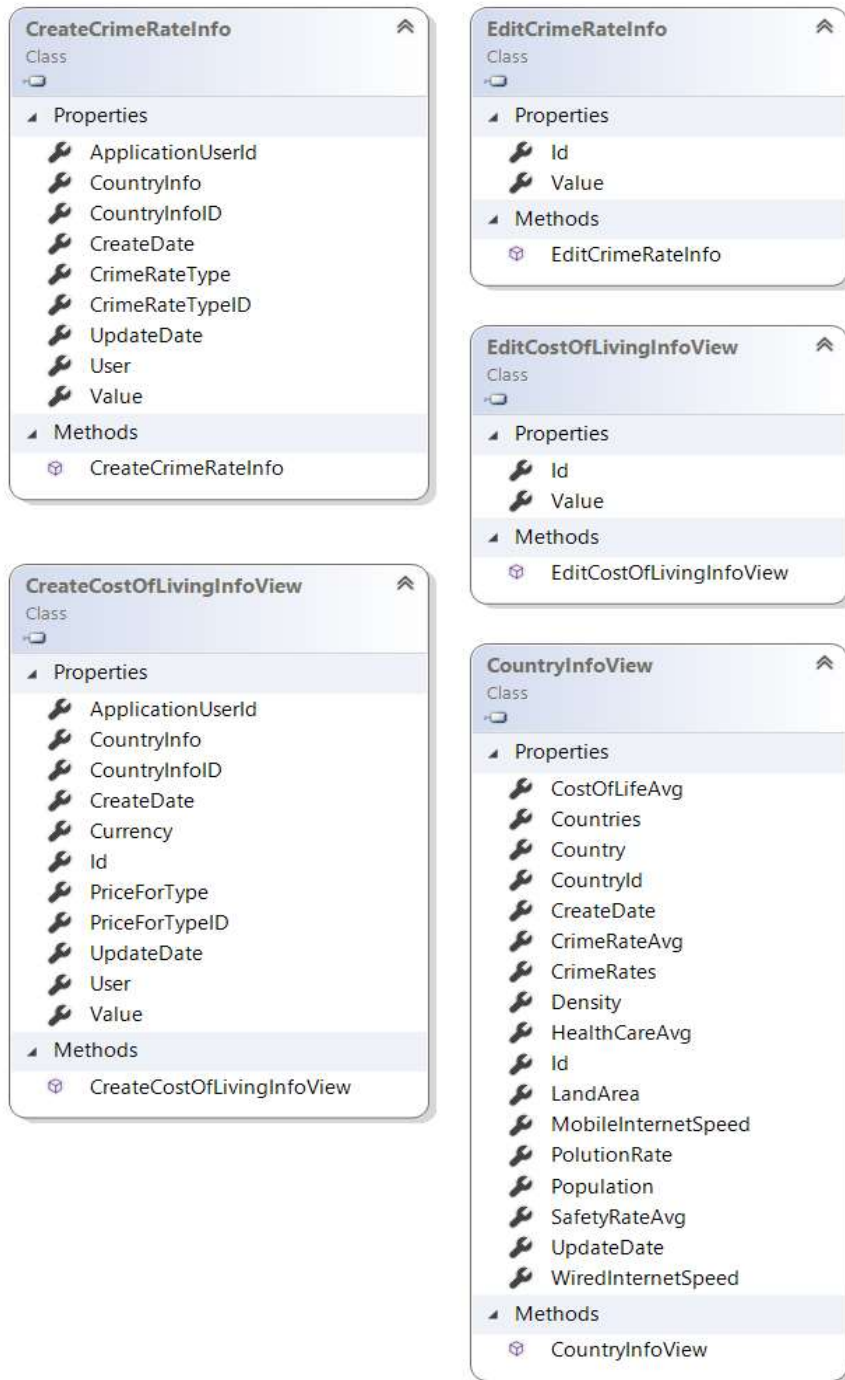 CreateCrimeRateInfo
Class
Properties
ApplicationUserId
CountryInfo
CountryInfoID
CreateDate
CrimeRateType
CrimeRateTypeID
UpdateDate
User
Value
Methods
CreateCrimeRateInfo
CreateCostOfLivingInfoView
Class
Properties
ApplicationUserId
CountryInfo
CountryInfoID
CreateDate
Currency
Id
PriceForType
PriceForTypeID
UpdateDate
User
Value
Methods
CreateCostOfLivingInfoView
EditCrimeRateInfo
Class
Properties
Id
Value
Methods
EditCrimeRateInfo
EditCostOfLivingInfoView
Class
Properties
Id
Value
Methods
EditCostOfLivingInfoView
CountryInfoView
Class
Properties
CostOfLifeAvg
Countries
Country
CountryId
CreateDate
CrimeRateAvg
CrimeRates
Density
HealthCareAvg
Id
LandArea
MobileInternetSpeed
PolutionRate
Population
SafetyRateAvg
UpdateDate
WiredInternetSpeed
Methods
CountryInfoView